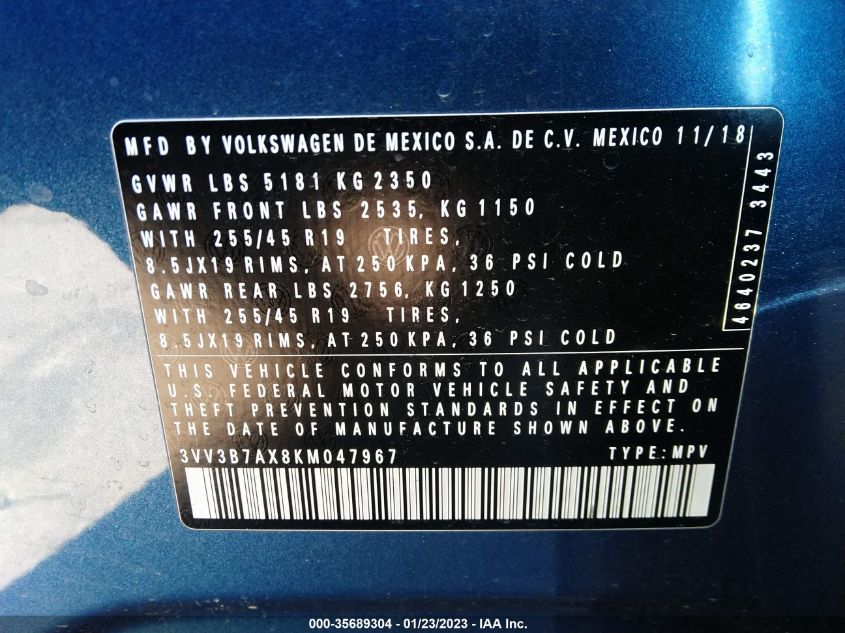 MFD BY VOLKSWAGEN DE MEXICO S.A. DE C.V. MEXICO 11/18
GVWR LBS 5181 KG 2350
GAWR FRONT LBS 2535, KG 1150
WITH 255/45 R19 TIRES,
8.5JX19 RIMS, AT 250 KPA, 36 PSI COLD
GAWR REAR LBS 2756, KG 1250
WITH 255/45 R19 TIRES,
8.5JX19 RIMS, AT 250 KPA, 36 PSI COLD
4640237 3443
THIS VEHICLE CONFORMS TO ALL APPLICABLE
U.S. FEDERAL MOTOR VEHICLE SAFETY AND
THEFT PREVENTION STANDARDS IN EFFECT ON
THE DATE OF MANUFACTURE SHOWN ABOVE.
3VV3B7AX8KM047967 TYPE: MPV
000-35689304 - 01/23/2023 - IAA Inc.